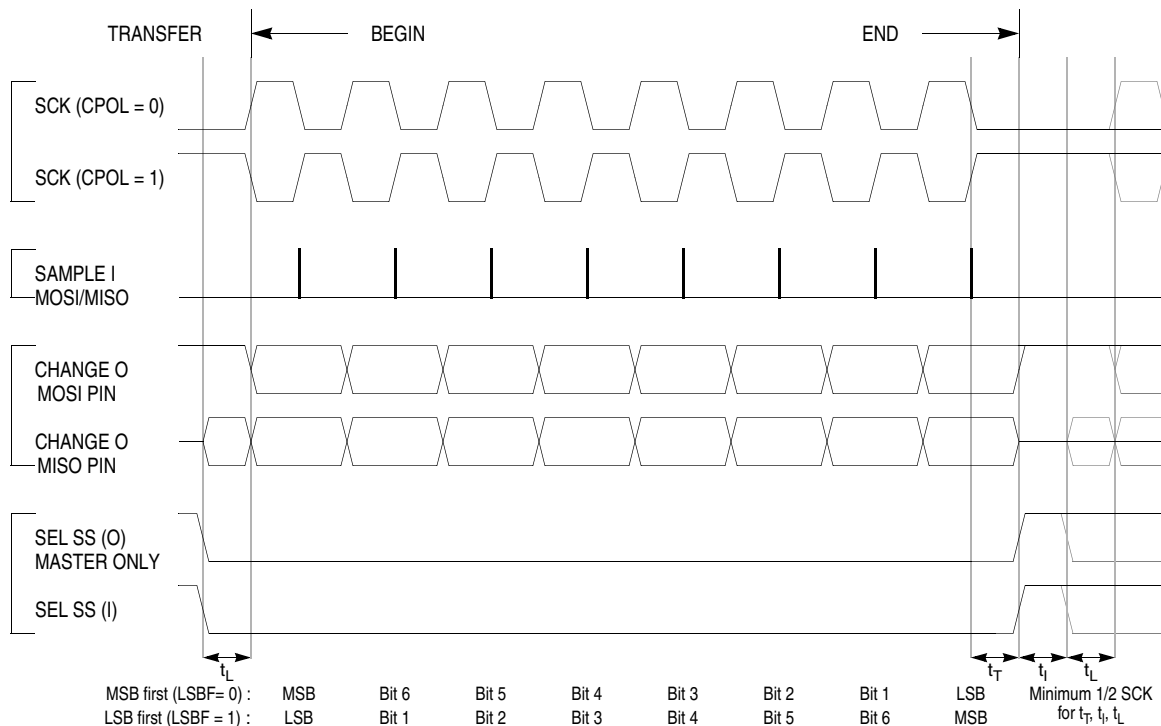 TRANSFER BEGIN END
SCK (CPOL = 0)
SCK (CPOL = 1)
SAMPLE I
MOSI/MISO
CHANGE O
MOSI PIN
CHANGE O
MISO PIN
SEL SS (O)
MASTER ONLY
SEL SS (I)
tL tT tI tL
MSB first (LSBF= 0) : MSB Bit 6 Bit 5 Bit 4 Bit 3 Bit 2 Bit 1 LSB Minimum 1/2 SCK
LSB first (LSBF = 1) : LSB Bit 1 Bit 2 Bit 3 Bit 4 Bit 5 Bit 6 MSB for tT, tI, tL